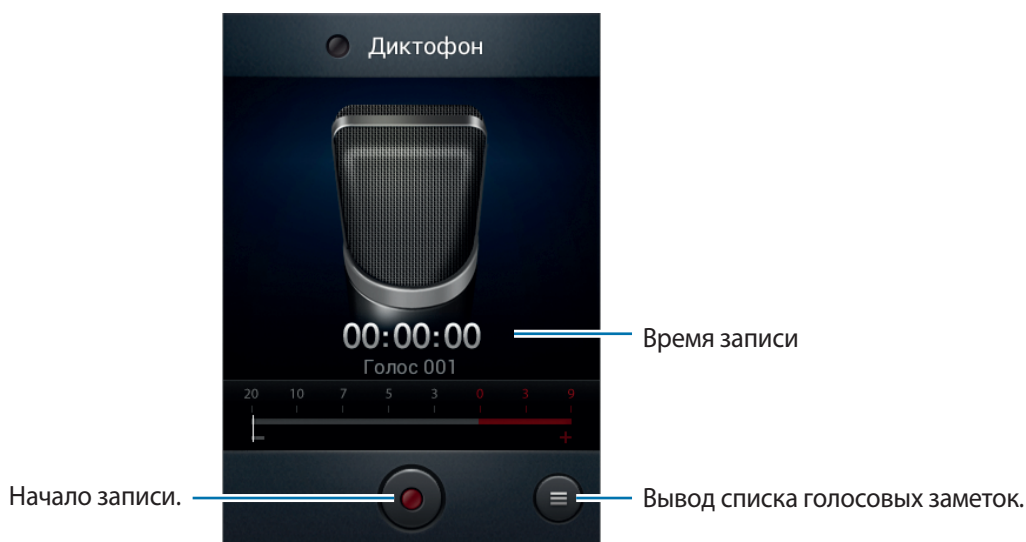 Диктофон
00:00:00
Время записи
Голос 001
20 10 7 5 3 0 3 9
− +
Начало записи.
Вывод списка голосовых заметок.